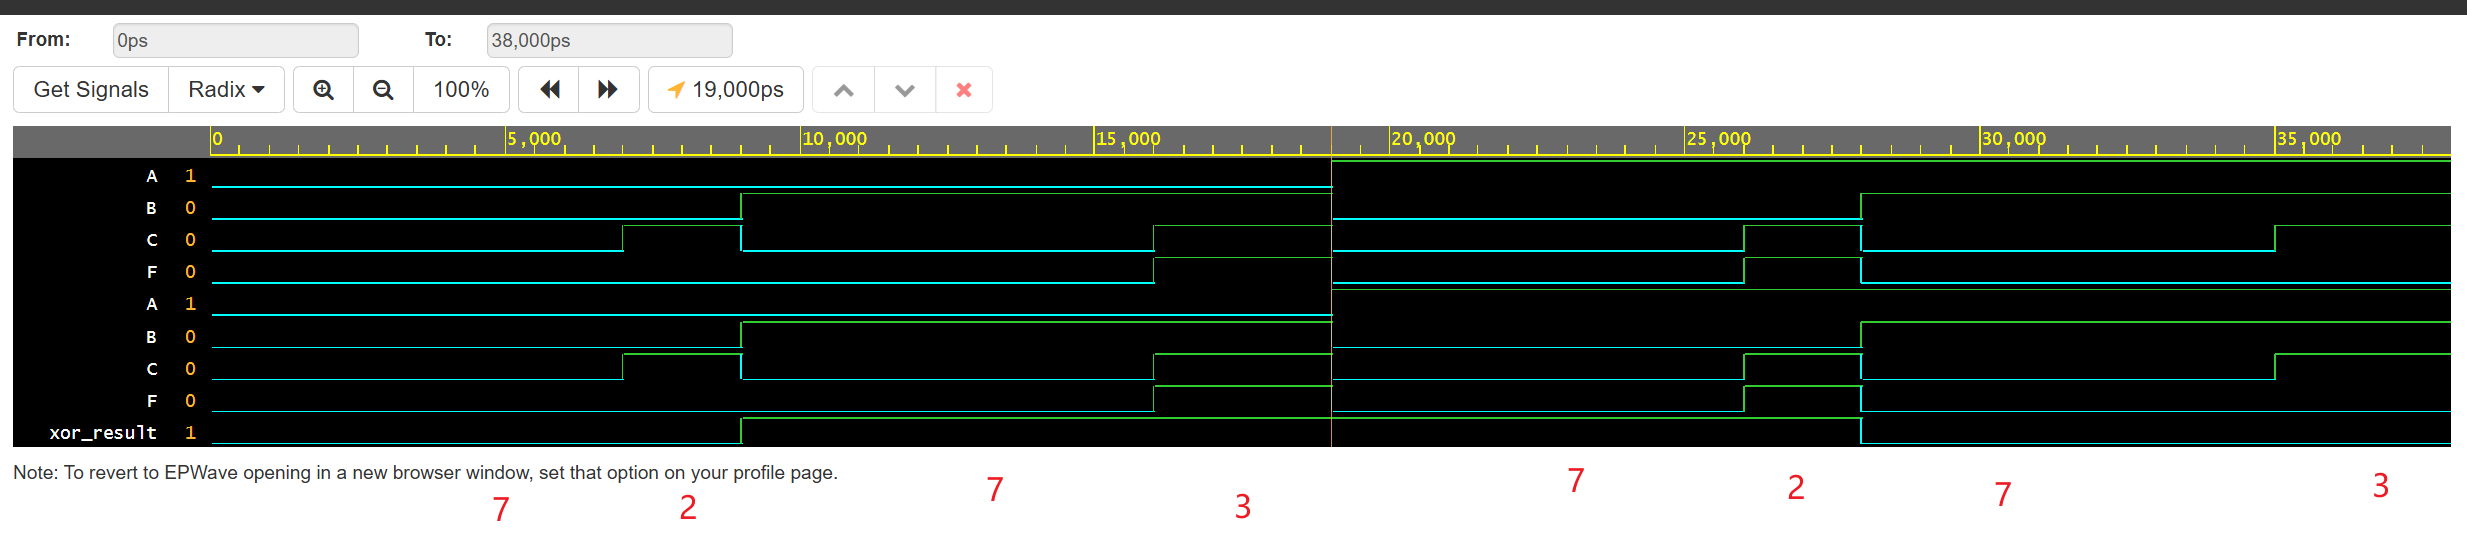 From: 0ps To: 38,000ps
Get Signals Radix 100% 19,000ps
0 5,000 10,000 15,000 20,000 25,000 30,000 35,000
A 1
B 0
C 0
F 0
A 1
B 0
C 0
F 0
xor_result 1
Note: To revert to EPWave opening in a new browser window, set that option on your profile page.
7 2 7 3 7 2 7 3